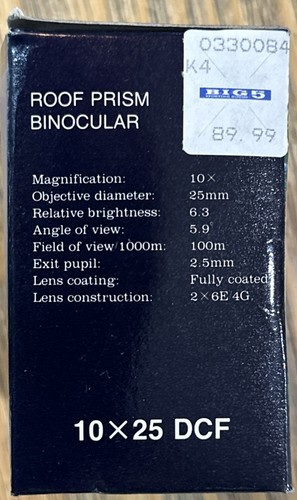 0330084
K4
BIG 5
89.99
ROOF PRISM
BINOCULAR
Magnification: 10×
Objective diameter: 25mm
Relative brightness: 6.3
Angle of view: 5.9°
Field of view/1000m: 100m
Exit pupil: 2.5mm
Lens coating: Fully coated
Lens construction: 2×6E 4G.
10×25 DCF